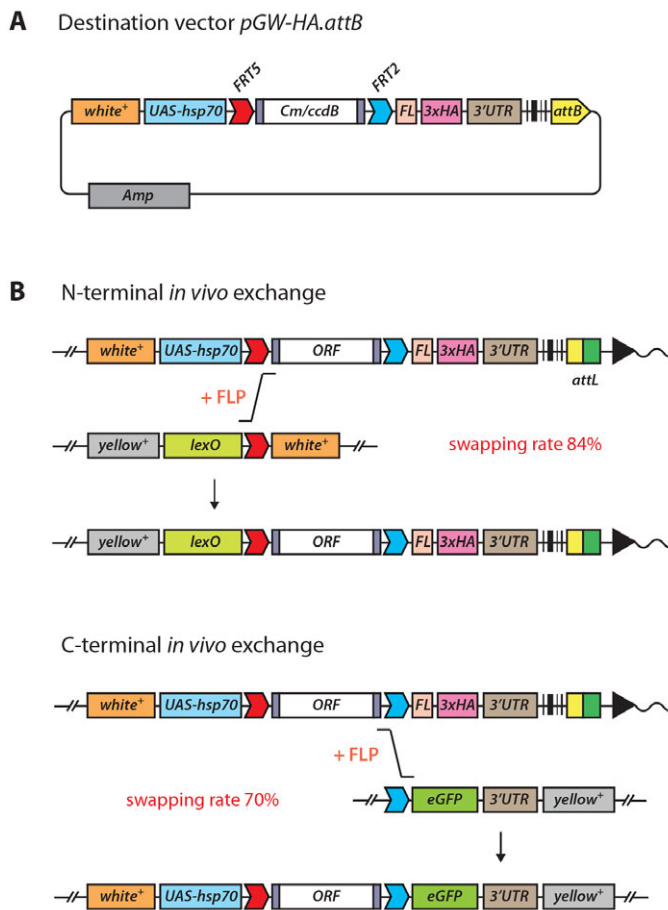 A Destination vector pGW-HA.attB
FRT5 FRT2
white+ UAS-hsp70 Cm/ccdB FL 3xHA 3'UTR attB
Amp
B N-terminal in vivo exchange
white+ UAS-hsp70 ORF FL 3xHA 3'UTR
attL
+ FLP
yellow+ lexO white+ swapping rate 84%
yellow+ lexO ORF FL 3xHA 3'UTR
C-terminal in vivo exchange
white+ UAS-hsp70 ORF FL 3xHA 3'UTR
+ FLP
swapping rate 70% eGFP 3'UTR yellow+
white+ UAS-hsp70 ORF eGFP 3'UTR yellow+